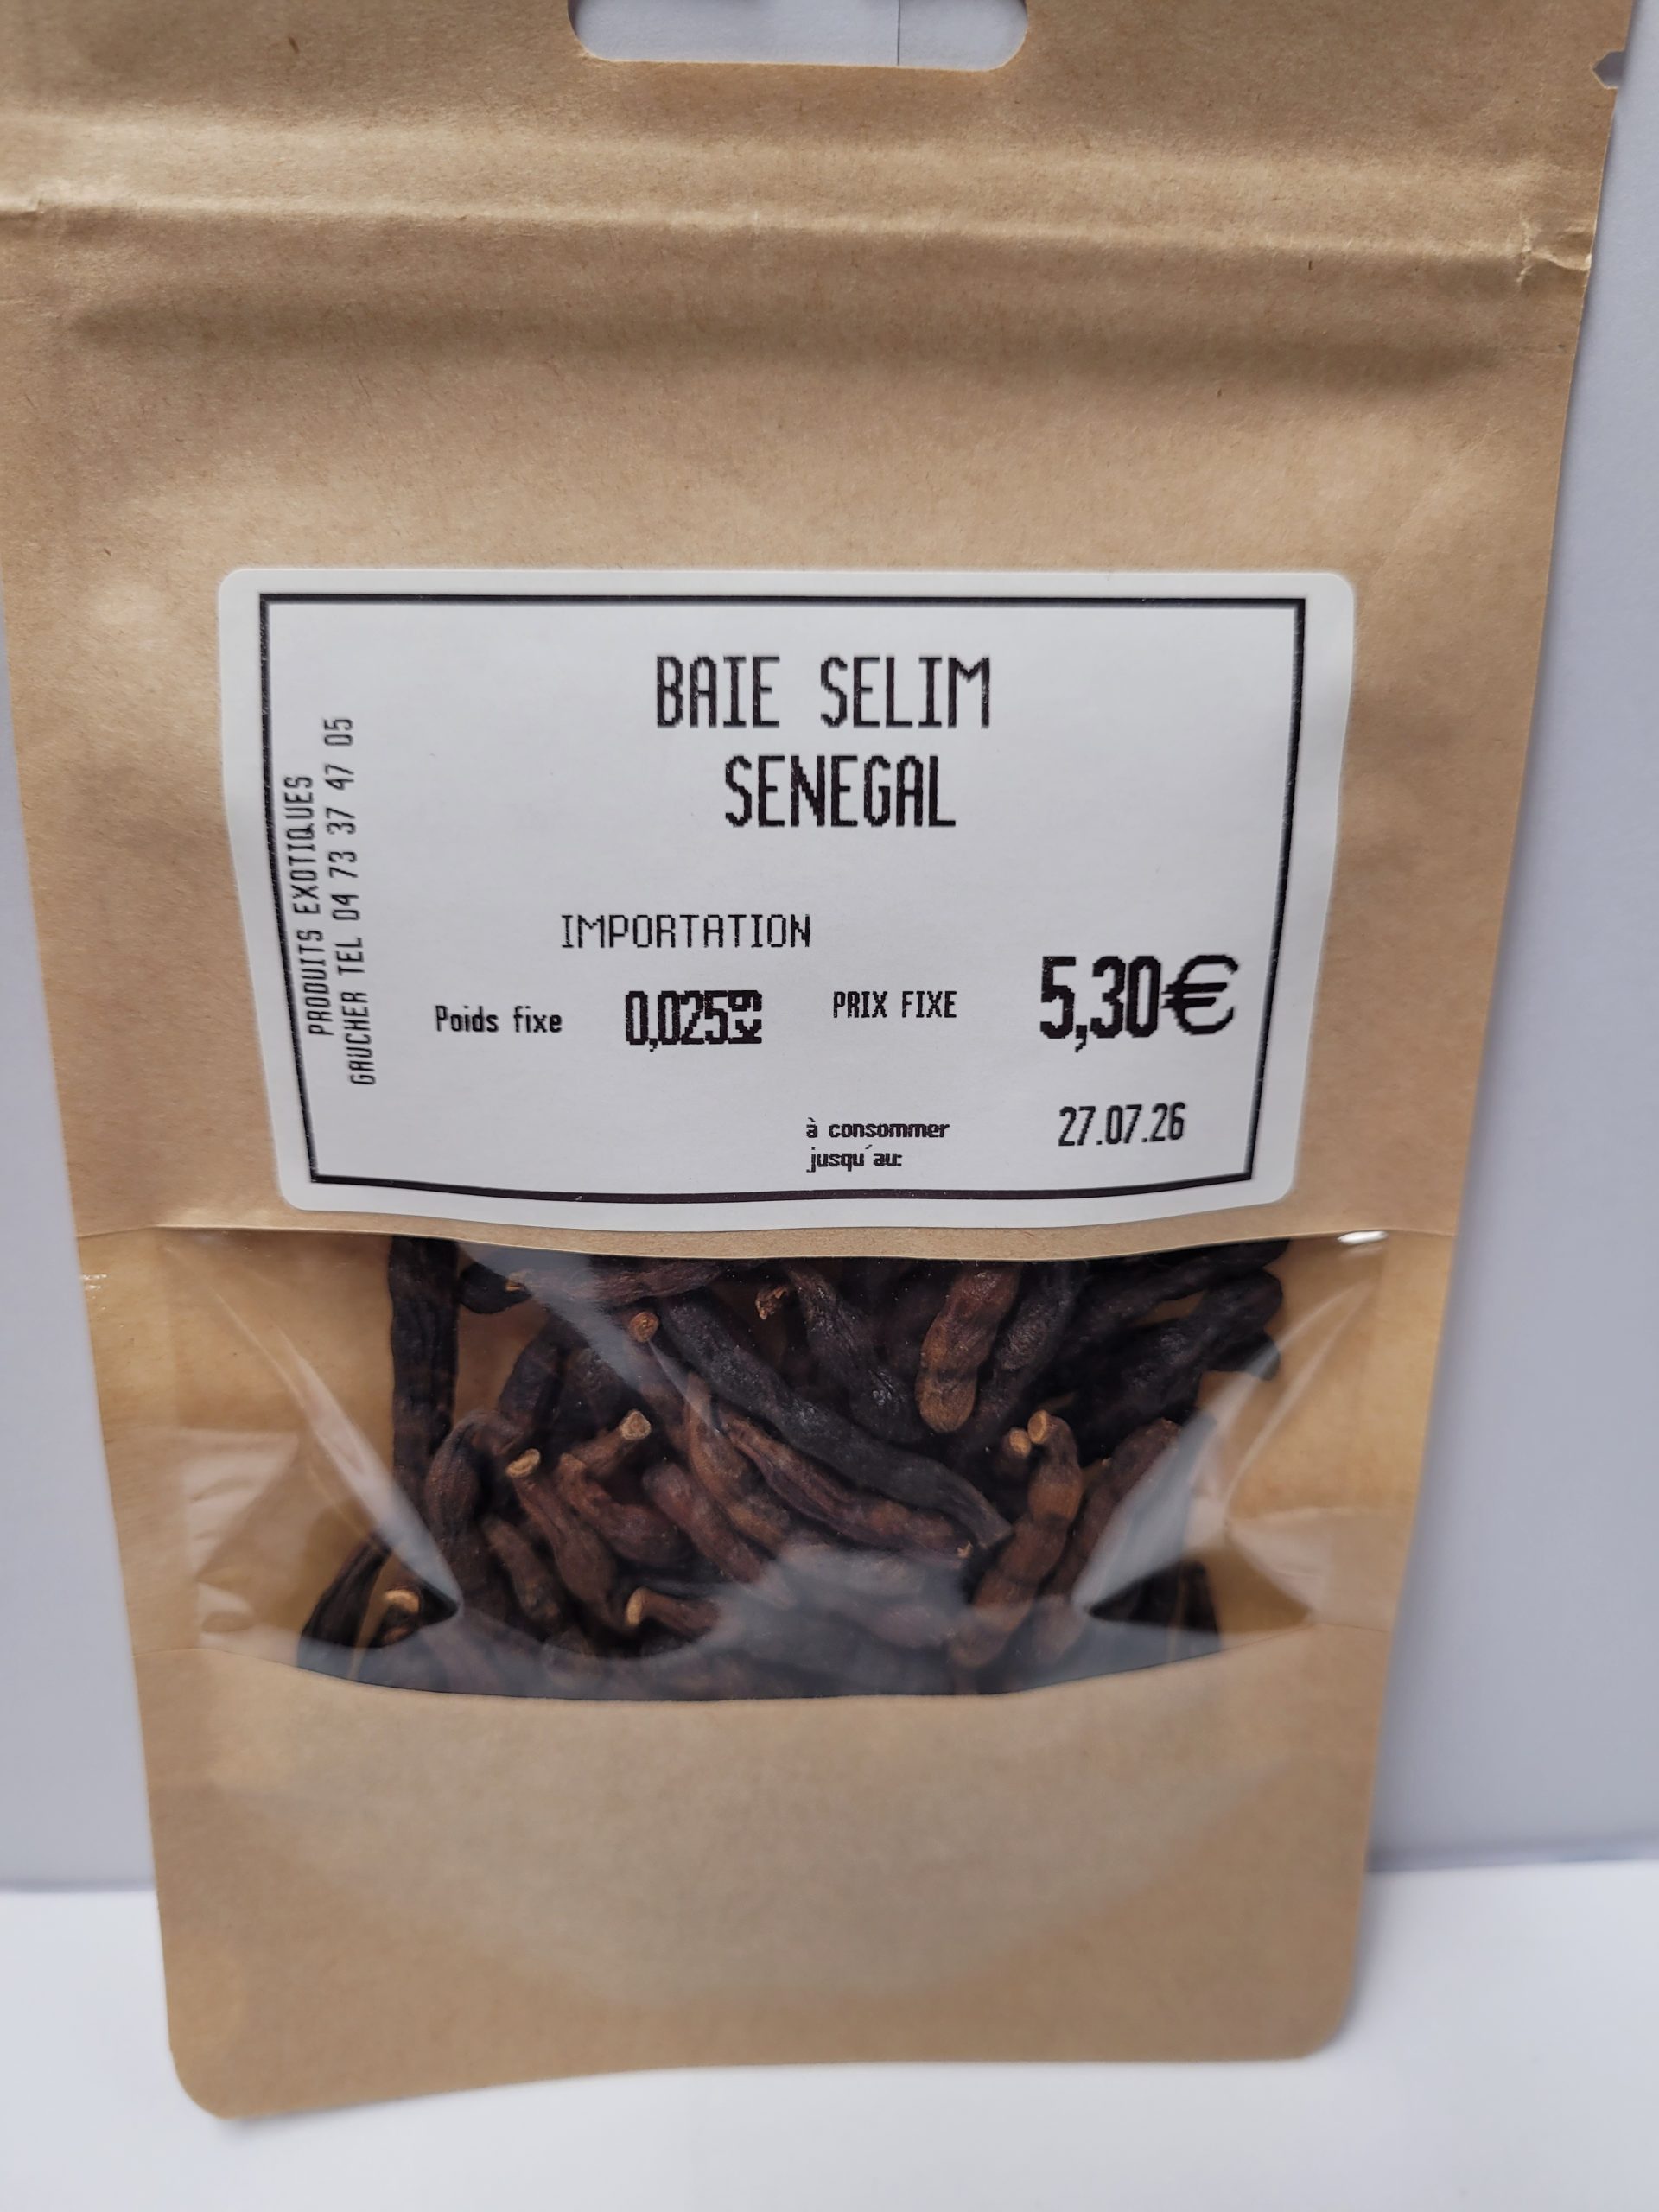 BAIE SELIM
SENEGAL
PRODUITS EXOTIQUES
GAUCHER TEL 04 73 37 47 05
IMPORTATION
Poids fixe 0,025kg PRIX FIXE 5,30€
à consommer 27.07.26
jusqu'au: